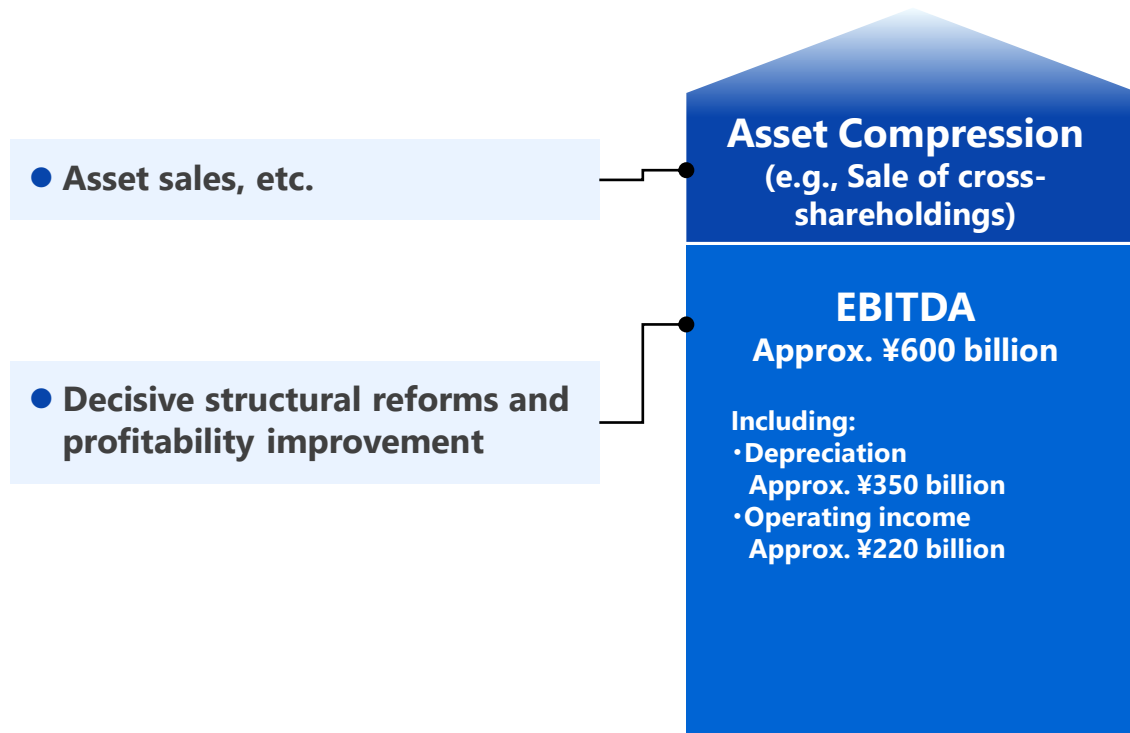 Asset Compression
(e.g., Sale of cross-
shareholdings)
● Asset sales, etc.
EBITDA
Approx. ¥600 billion
● Decisive structural reforms and
profitability improvement
Including:
・Depreciation
Approx. ¥350 billion
・Operating income
Approx. ¥220 billion